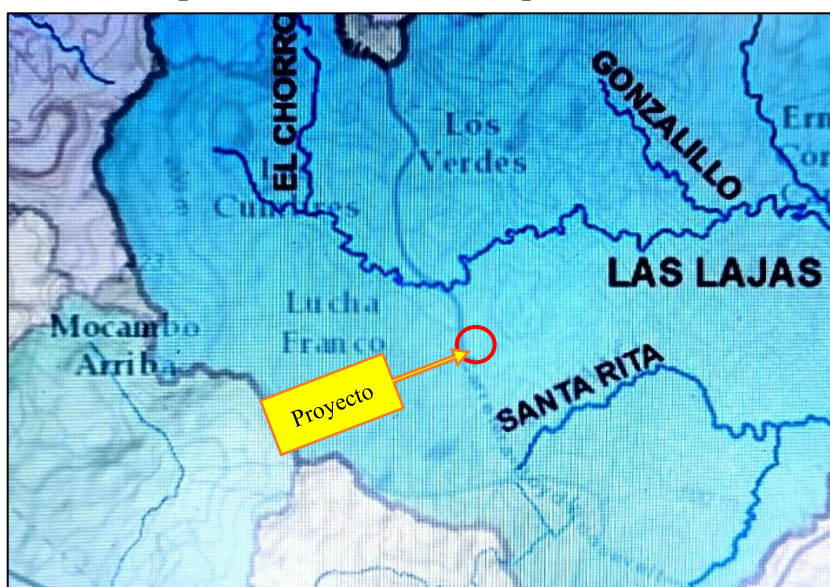 EL CHORRO
GONZALILLO
Los
Verdes
LAS LAJAS
Lucha
Franco
Mocambo
Arriba
Proyecto
SANTA RITA